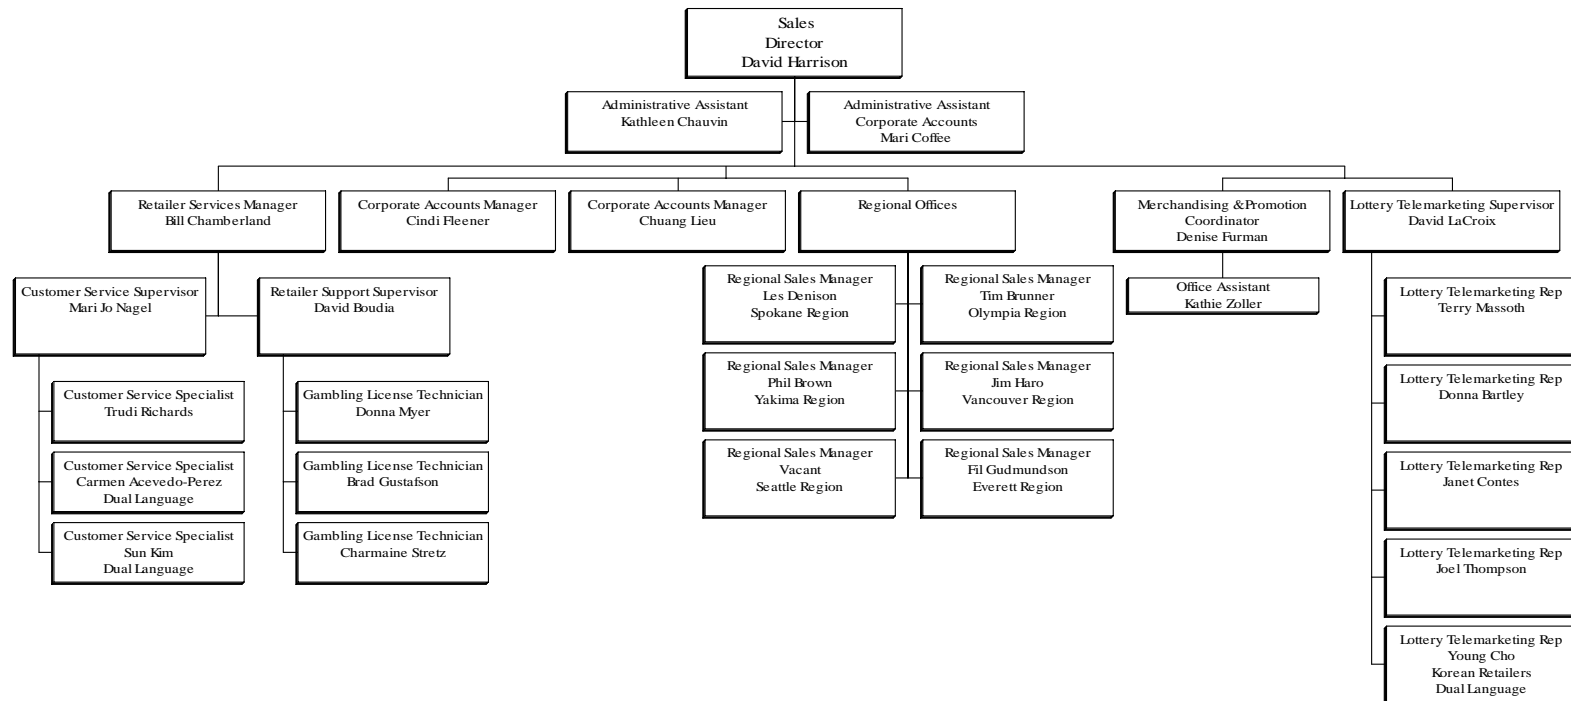 Sales
Director
David Harrison
Administrative Assistant
Kathleen Chauvin
Administrative Assistant
Corporate Accounts
Mari Coffee
Retailer Services Manager
Bill Chamberland
Corporate Accounts Manager
Cindi Fleener
Corporate Accounts Manager
Chuang Lieu
Regional Offices
Merchandising &Promotion
Coordinator
Denise Furman
Lottery Telemarketing Supervisor
David LaCroix
Customer Service Supervisor
Mari Jo Nagel
Retailer Support Supervisor
David Boudia
Customer Service Specialist
Trudi Richards
Customer Service Specialist
Carmen Acevedo-Perez
Dual Language
Customer Service Specialist
Sun Kim
Dual Language
Gambling License Technician
Donna Myer
Gambling License Technician
Brad Gustafson
Gambling License Technician
Charmaine Stretz
Regional Sales Manager
Les Denison
Spokane Region
Regional Sales Manager
Tim Brunner
Olympia Region
Regional Sales Manager
Phil Brown
Yakima Region
Regional Sales Manager
Jim Haro
Vancouver Region
Regional Sales Manager
Vacant
Seattle Region
Regional Sales Manager
Fil Gudmundson
Everett Region
Office Assistant
Kathie Zoller
Lottery Telemarketing Rep
Terry Massoth
Lottery Telemarketing Rep
Donna Bartley
Lottery Telemarketing Rep
Janet Contes
Lottery Telemarketing Rep
Joel Thompson
Lottery Telemarketing Rep
Young Cho
Korean Retailers
Dual Language